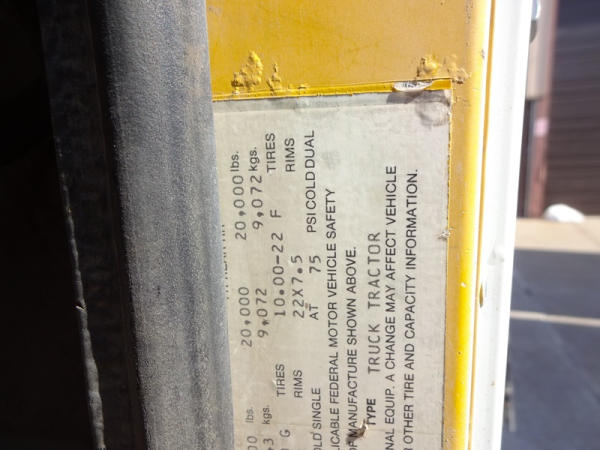 20,000 20,000 lbs.
lbs. 9,072 9,072 kgs.
kgs. TIRES 10.00-22 F TIRES
G RIMS 22X7.5 RIMS
SINGLE AT 75 PSI COLD DUAL
FEDERAL MOTOR VEHICLE SAFETY
MANUFACTURE SHOWN ABOVE.
TYPE TRUCK TRACTOR
EQUIP. A CHANGE MAY AFFECT VEHICLE
OTHER TIRE AND CAPACITY INFORMATION.